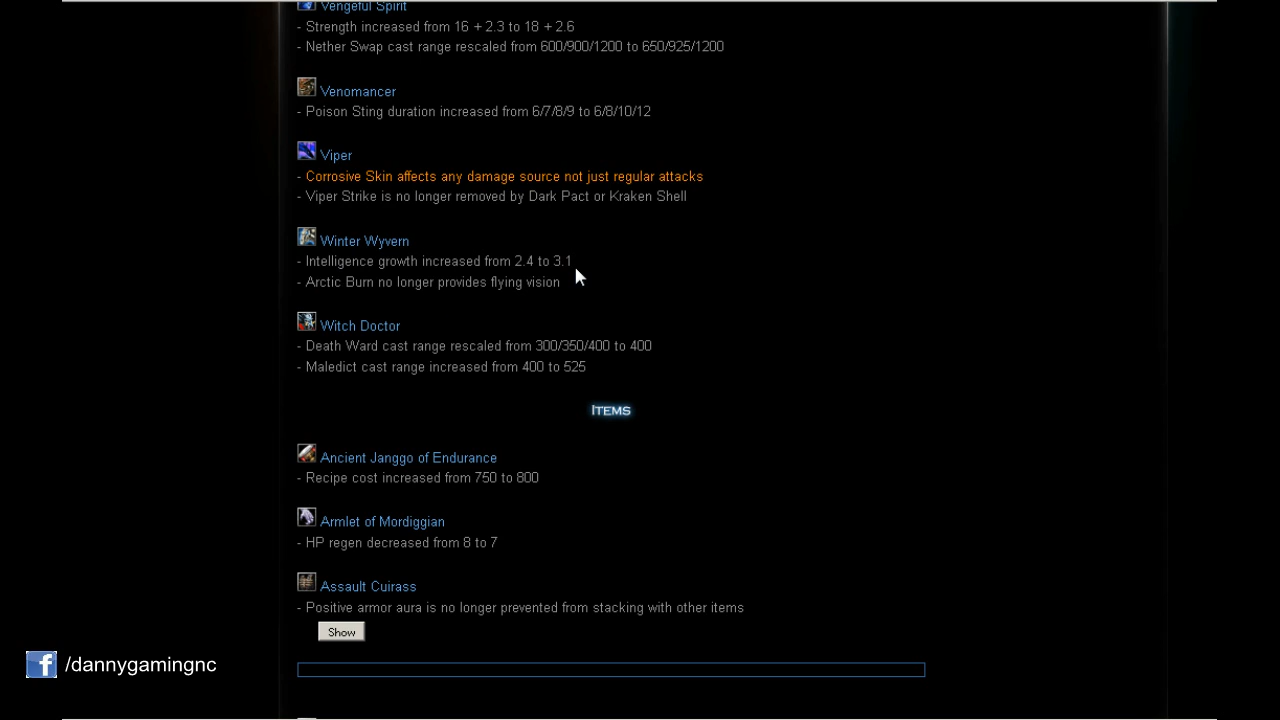 Vengeful Spirit
- Strength increased from 16 + 2.3 to 18 + 2.6
- Nether Swap cast range rescaled from 600/900/1200 to 650/925/1200
Venomancer
- Poison Sting duration increased from 6/7/8/9 to 6/8/10/12
Viper
- Corrosive Skin affects any damage source not just regular attacks
- Viper Strike is no longer removed by Dark Pact or Kraken Shell
Winter Wyvern
- Intelligence growth increased from 2.4 to 3.1
- Arctic Burn no longer provides flying vision
Witch Doctor
- Death Ward cast range rescaled from 300/350/400 to 400
- Maledict cast range increased from 400 to 525
ITEMS
Ancient Janggo of Endurance
- Recipe cost increased from 750 to 800
Armlet of Mordiggian
- HP regen decreased from 8 to 7
Assault Cuirass
- Positive armor aura is no longer prevented from stacking with other items
Show
f /dannygamingnc